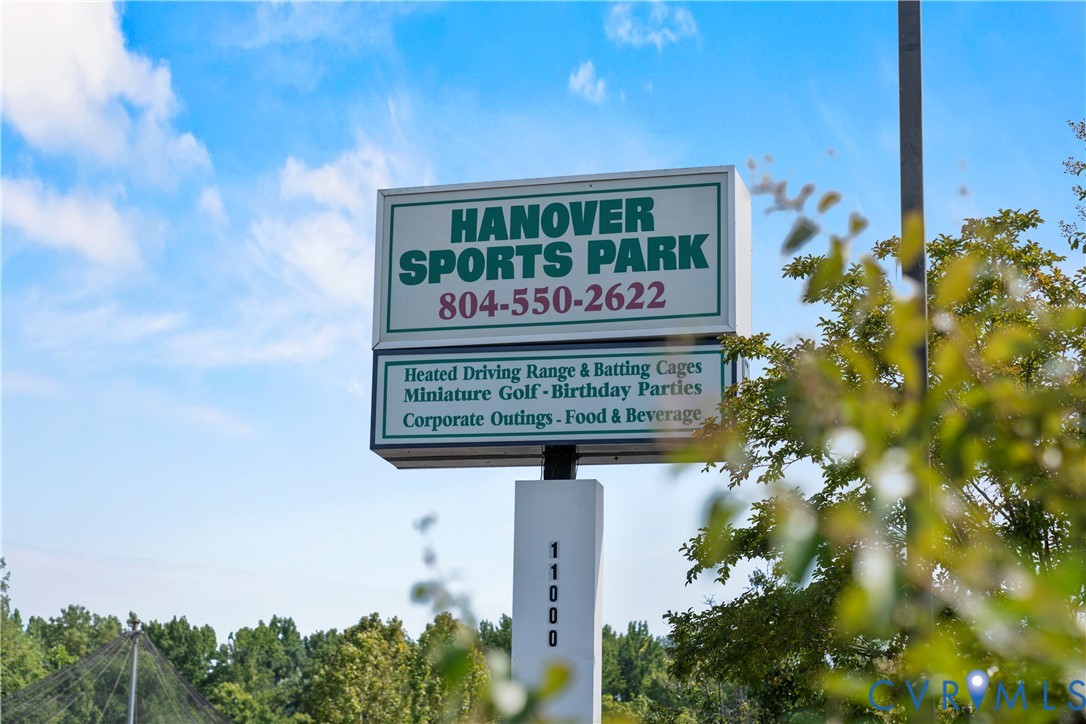 HANOVER
SPORTS PARK
804-550-2622
Heated Driving Range & Batting Cages
Miniature Golf - Birthday Parties
Corporate Outings - Food & Beverage
11000
CVRMLS